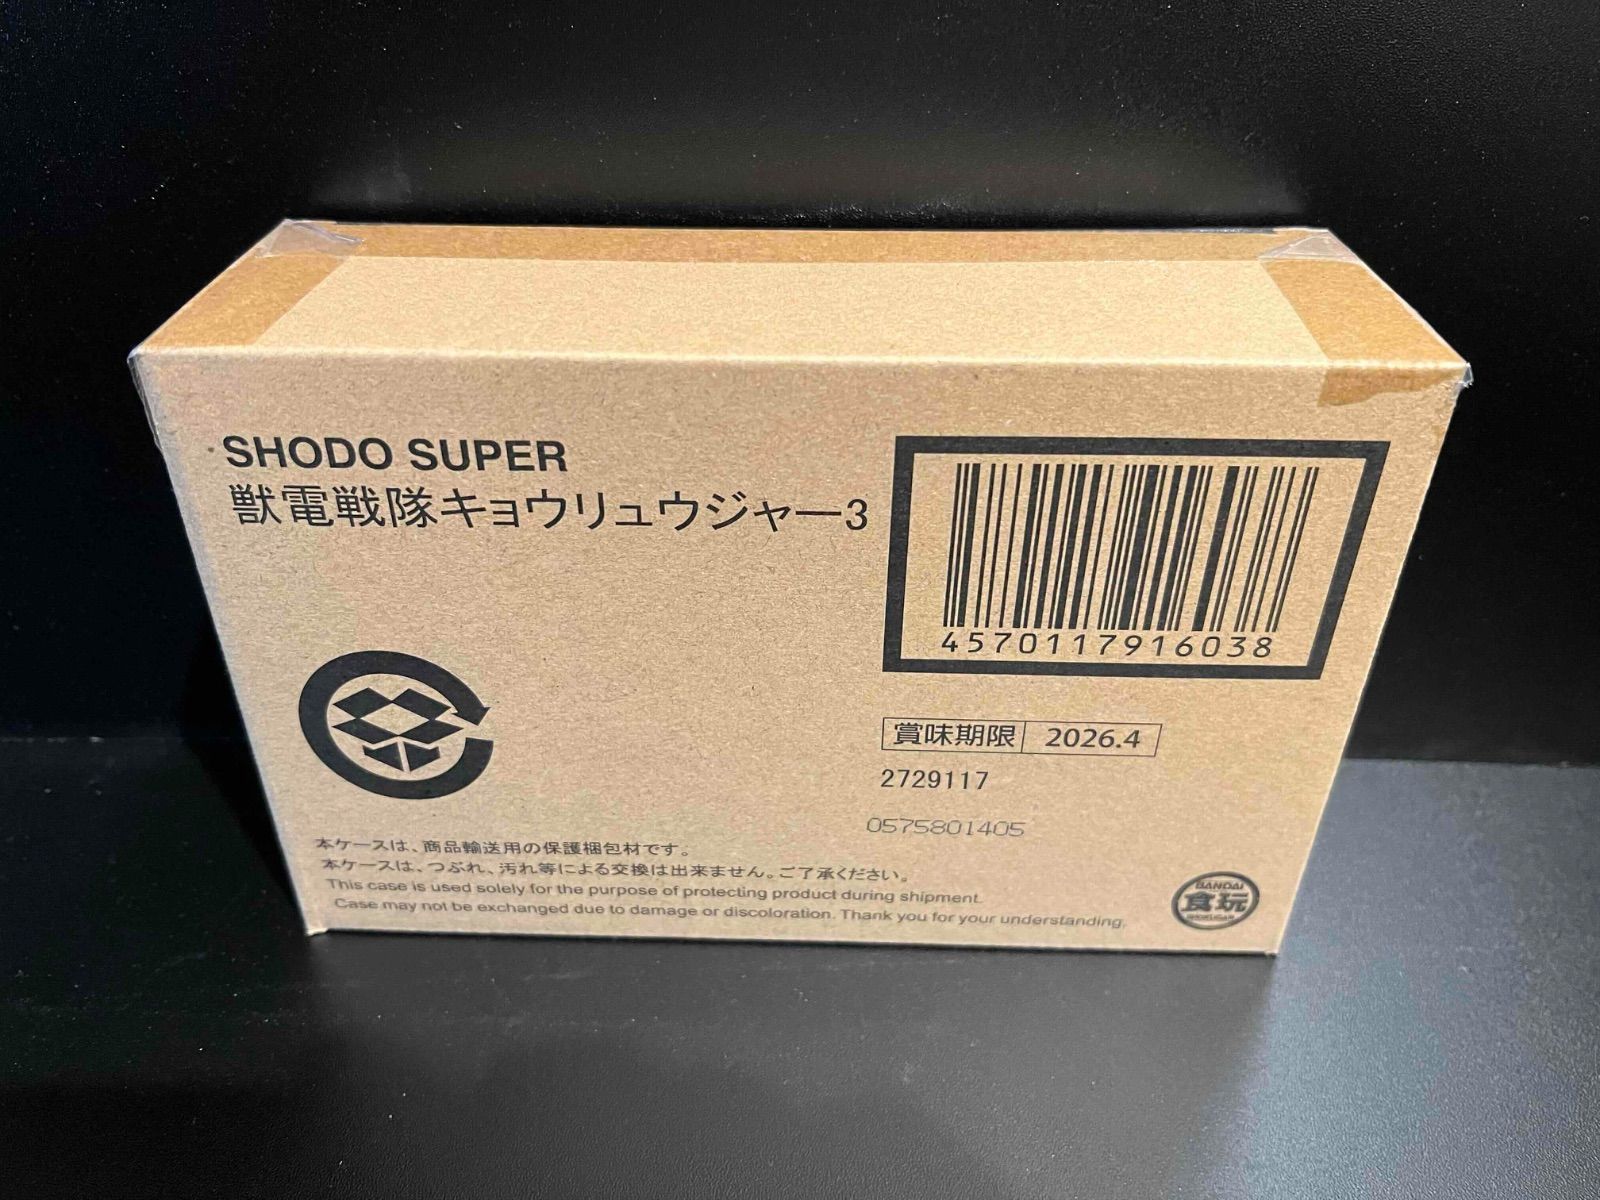 SHODO SUPER
獣電戦隊キョウリュウジャー3
4570117916038
賞味期限 2026.4
2729117
0575801405
本ケースは、商品輸送用の保護梱包材です。
本ケースは、つぶれ、汚れ等による交換は出来ません。ご了承ください。
This case is used solely for the purpose of protecting product during shipment.
Case may not be exchanged due to damage or discoloration. Thank you for your understanding.
BANDAI
食玩
SHOKUGAN